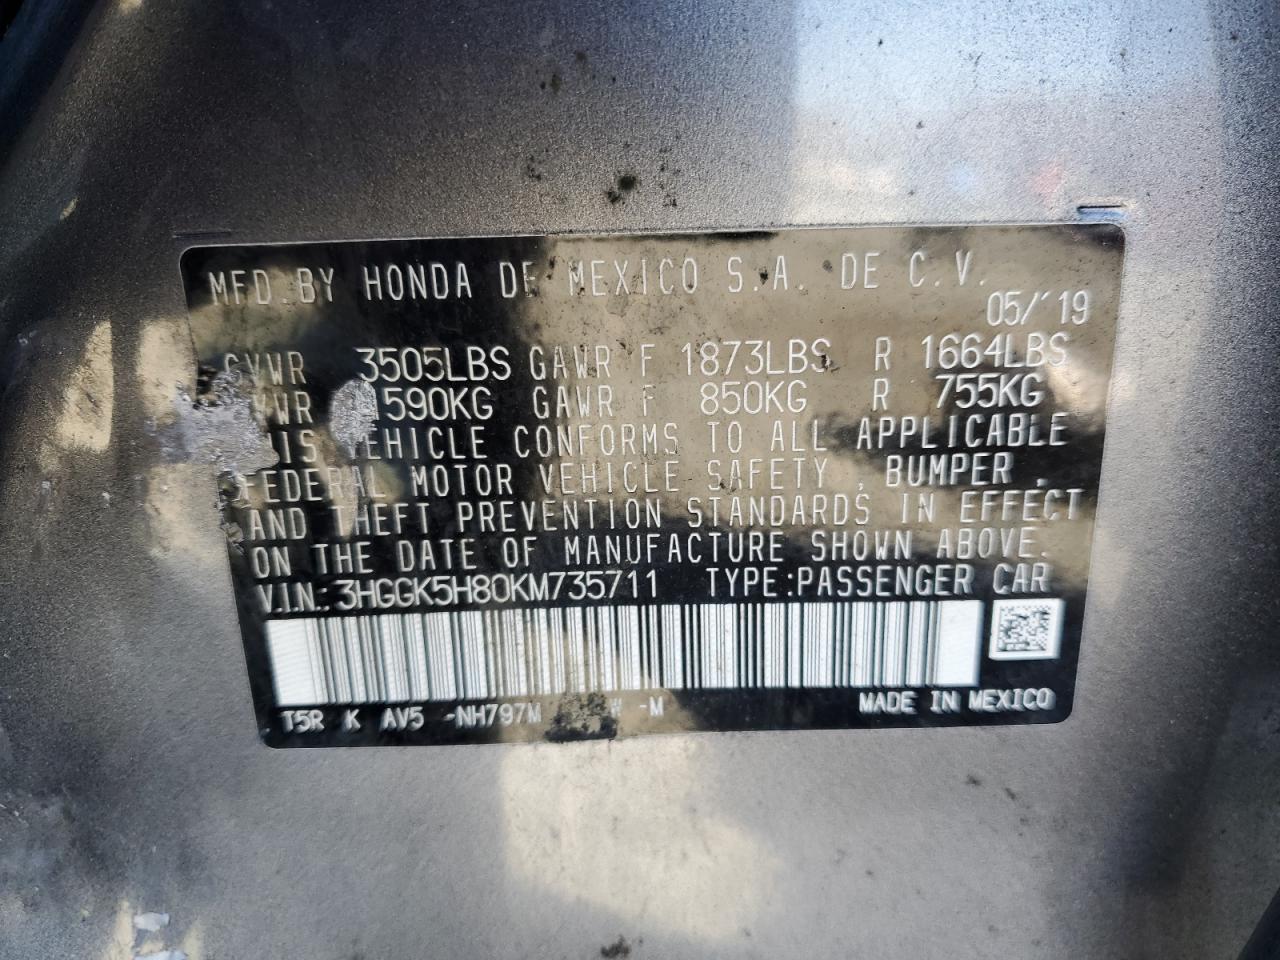 MFD. BY HONDA DE MEXICO S.A. DE C.V.
05/'19
GVWR 3505LBS GAWR F 1873LBS R 1664LBS
590KG GAWR F 850KG R 755KG
VEHICLE CONFORMS TO ALL APPLICABLE
FEDERAL MOTOR VEHICLE SAFETY, BUMPER,
AND THEFT PREVENTION STANDARDS IN EFFECT
ON THE DATE OF MANUFACTURE SHOWN ABOVE.
V.I.N.: 3HGGK5H80KM735711 TYPE:PASSENGER CAR
T5R K AV5 -NH797M -M MADE IN MEXICO